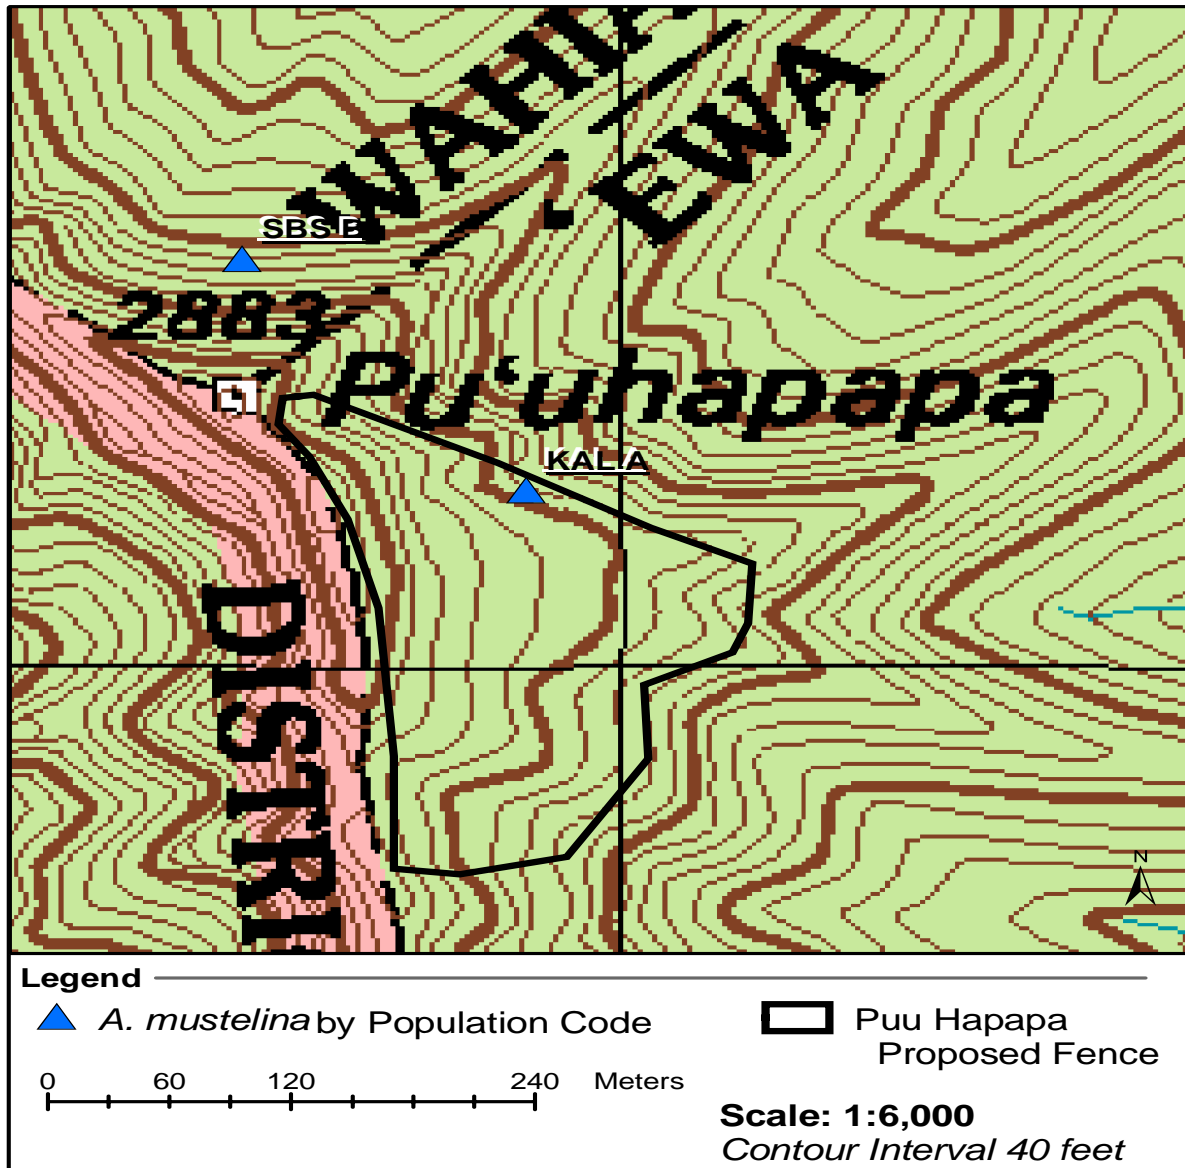 WAHI
EWA
SBS B
2883
Pu‘uhapapa
KAL A
DISTRI
N
Legend
A. mustelina by Population Code
Puu Hapapa
Proposed Fence
0 60 120 240 Meters
Scale: 1:6,000
Contour Interval 40 feet